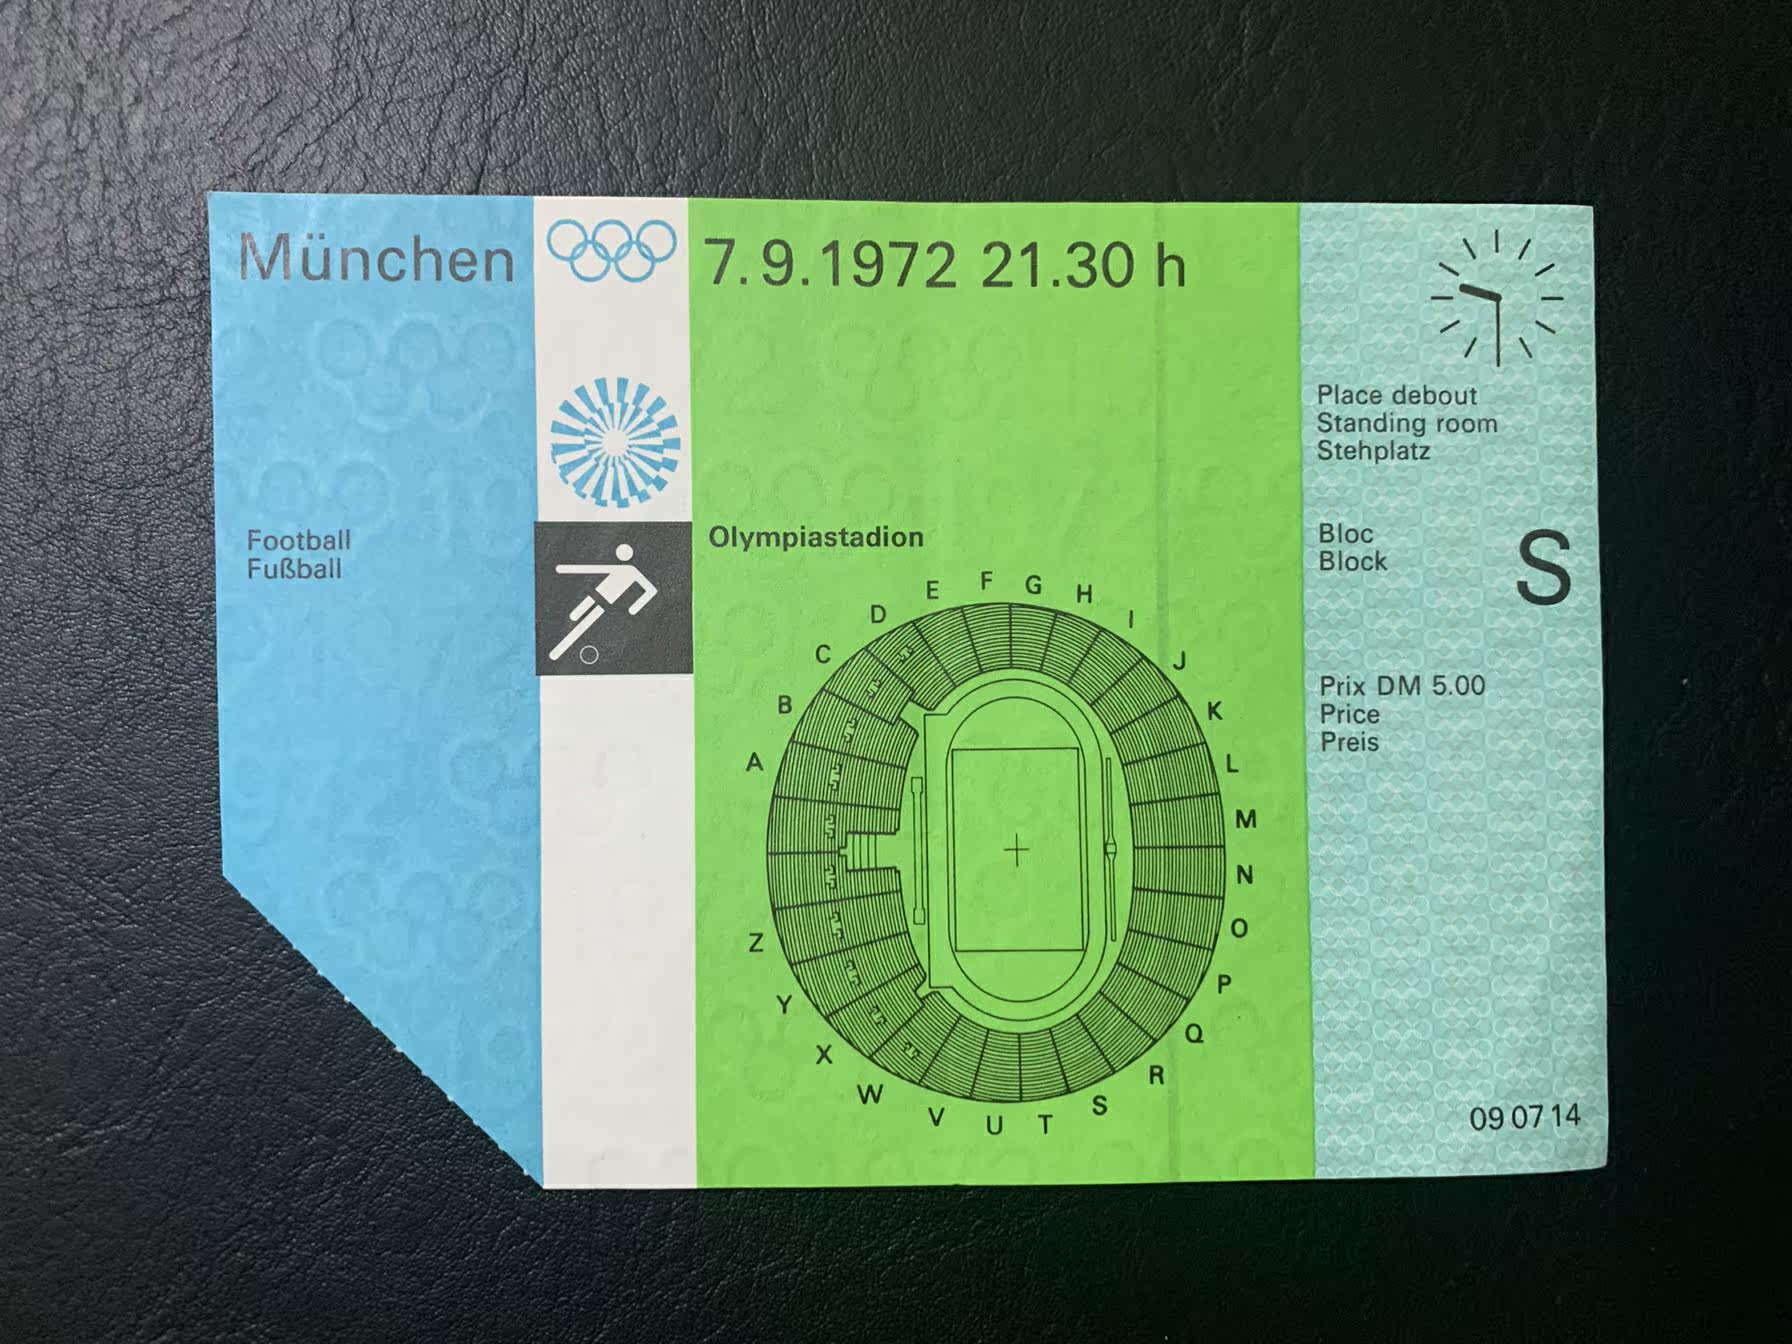 München
7.9.1972 21.30 h
Place debout
Standing room
Stehplatz
Football
Fußball
Olympiastadion
Bloc
Block
S
Prix DM 5.00
Price
Preis
A
B
C
D
E
F
G
H
I
J
K
L
M
N
O
P
Q
R
S
T
U
V
W
X
Y
Z
09 07 14